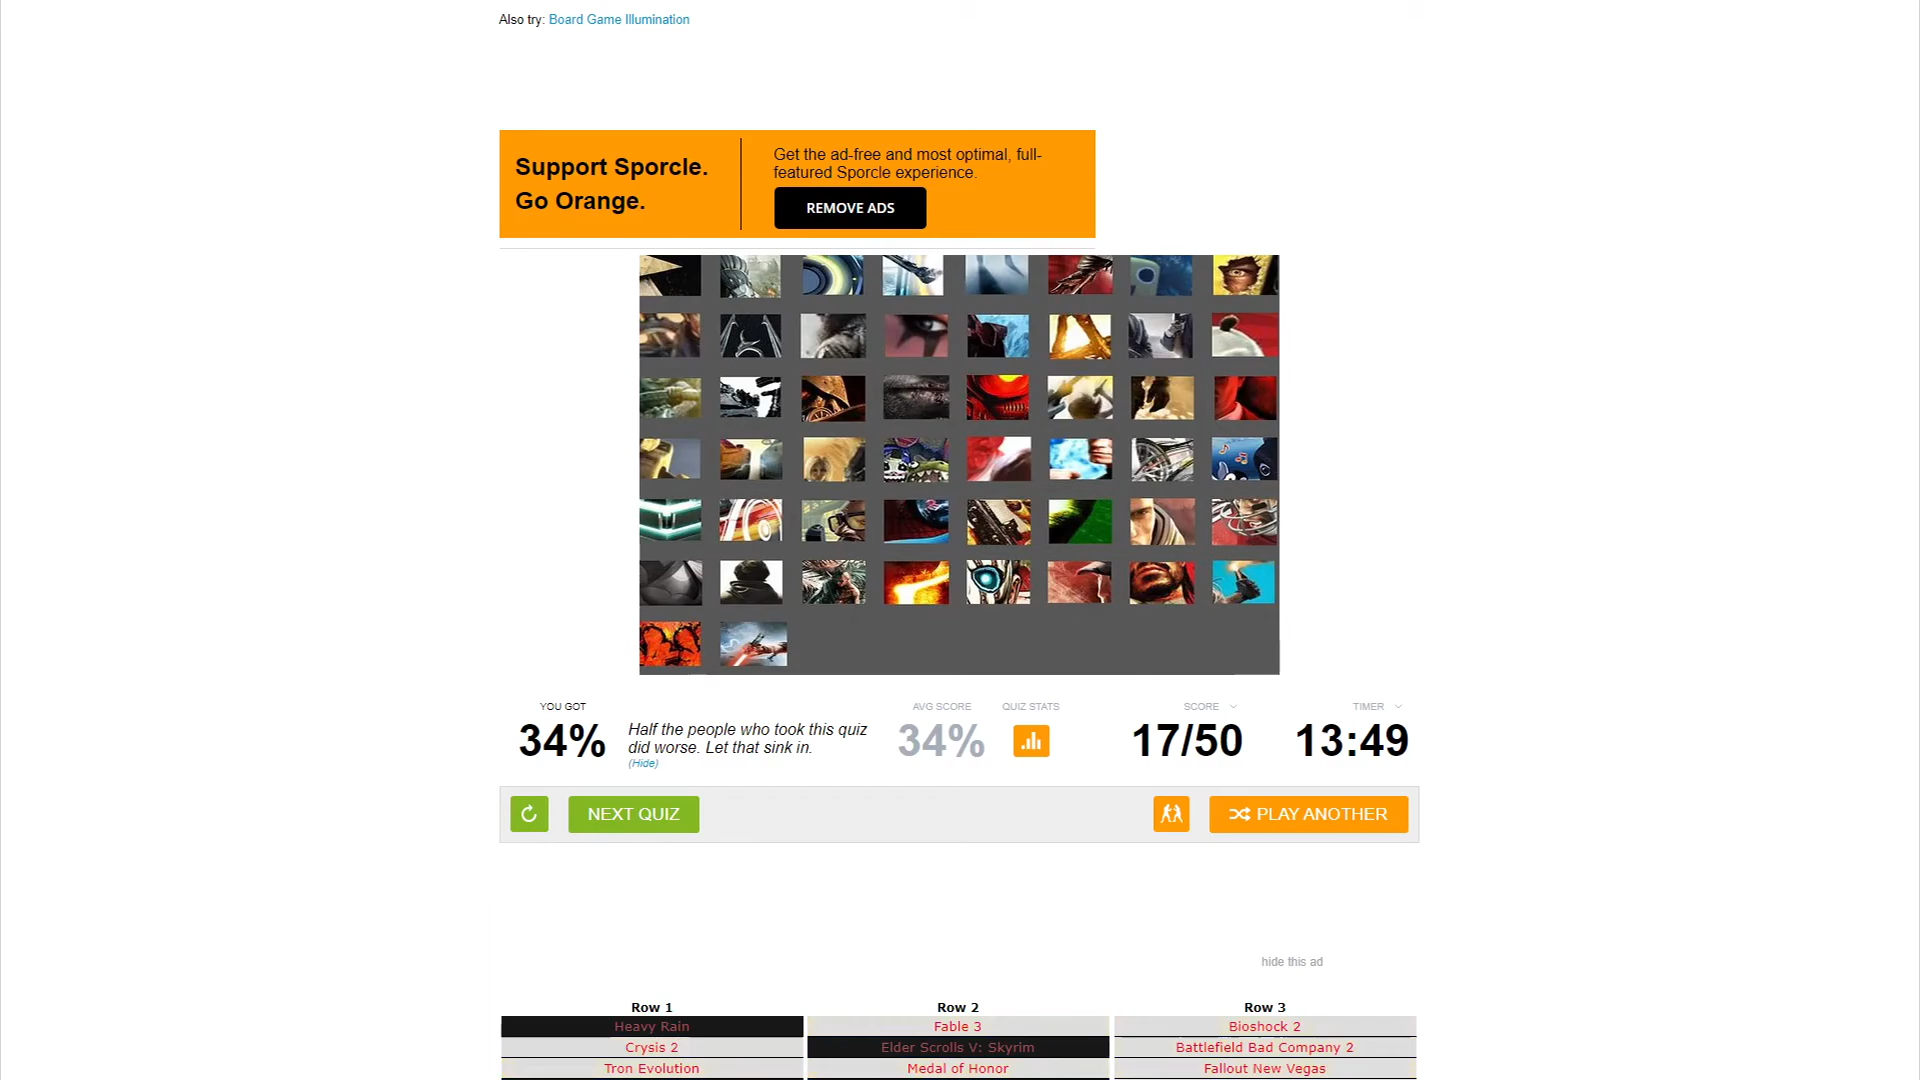 Also try: Board Game Illumination
Support Sporcle.
Go Orange.
Get the ad-free and most optimal, full-
featured Sporcle experience.
REMOVE ADS
YOU GOT
34%
Half the people who took this quiz
did worse. Let that sink in.
(Hide)
AVG SCORE
34%
QUIZ STATS
SCORE
17/50
TIMER
13:49
NEXT QUIZ
PLAY ANOTHER
hide this ad
Row 1
Heavy Rain
Crysis 2
Tron Evolution
Row 2
Fable 3
Elder Scrolls V: Skyrim
Medal of Honor
Row 3
Bioshock 2
Battlefield Bad Company 2
Fallout New Vegas